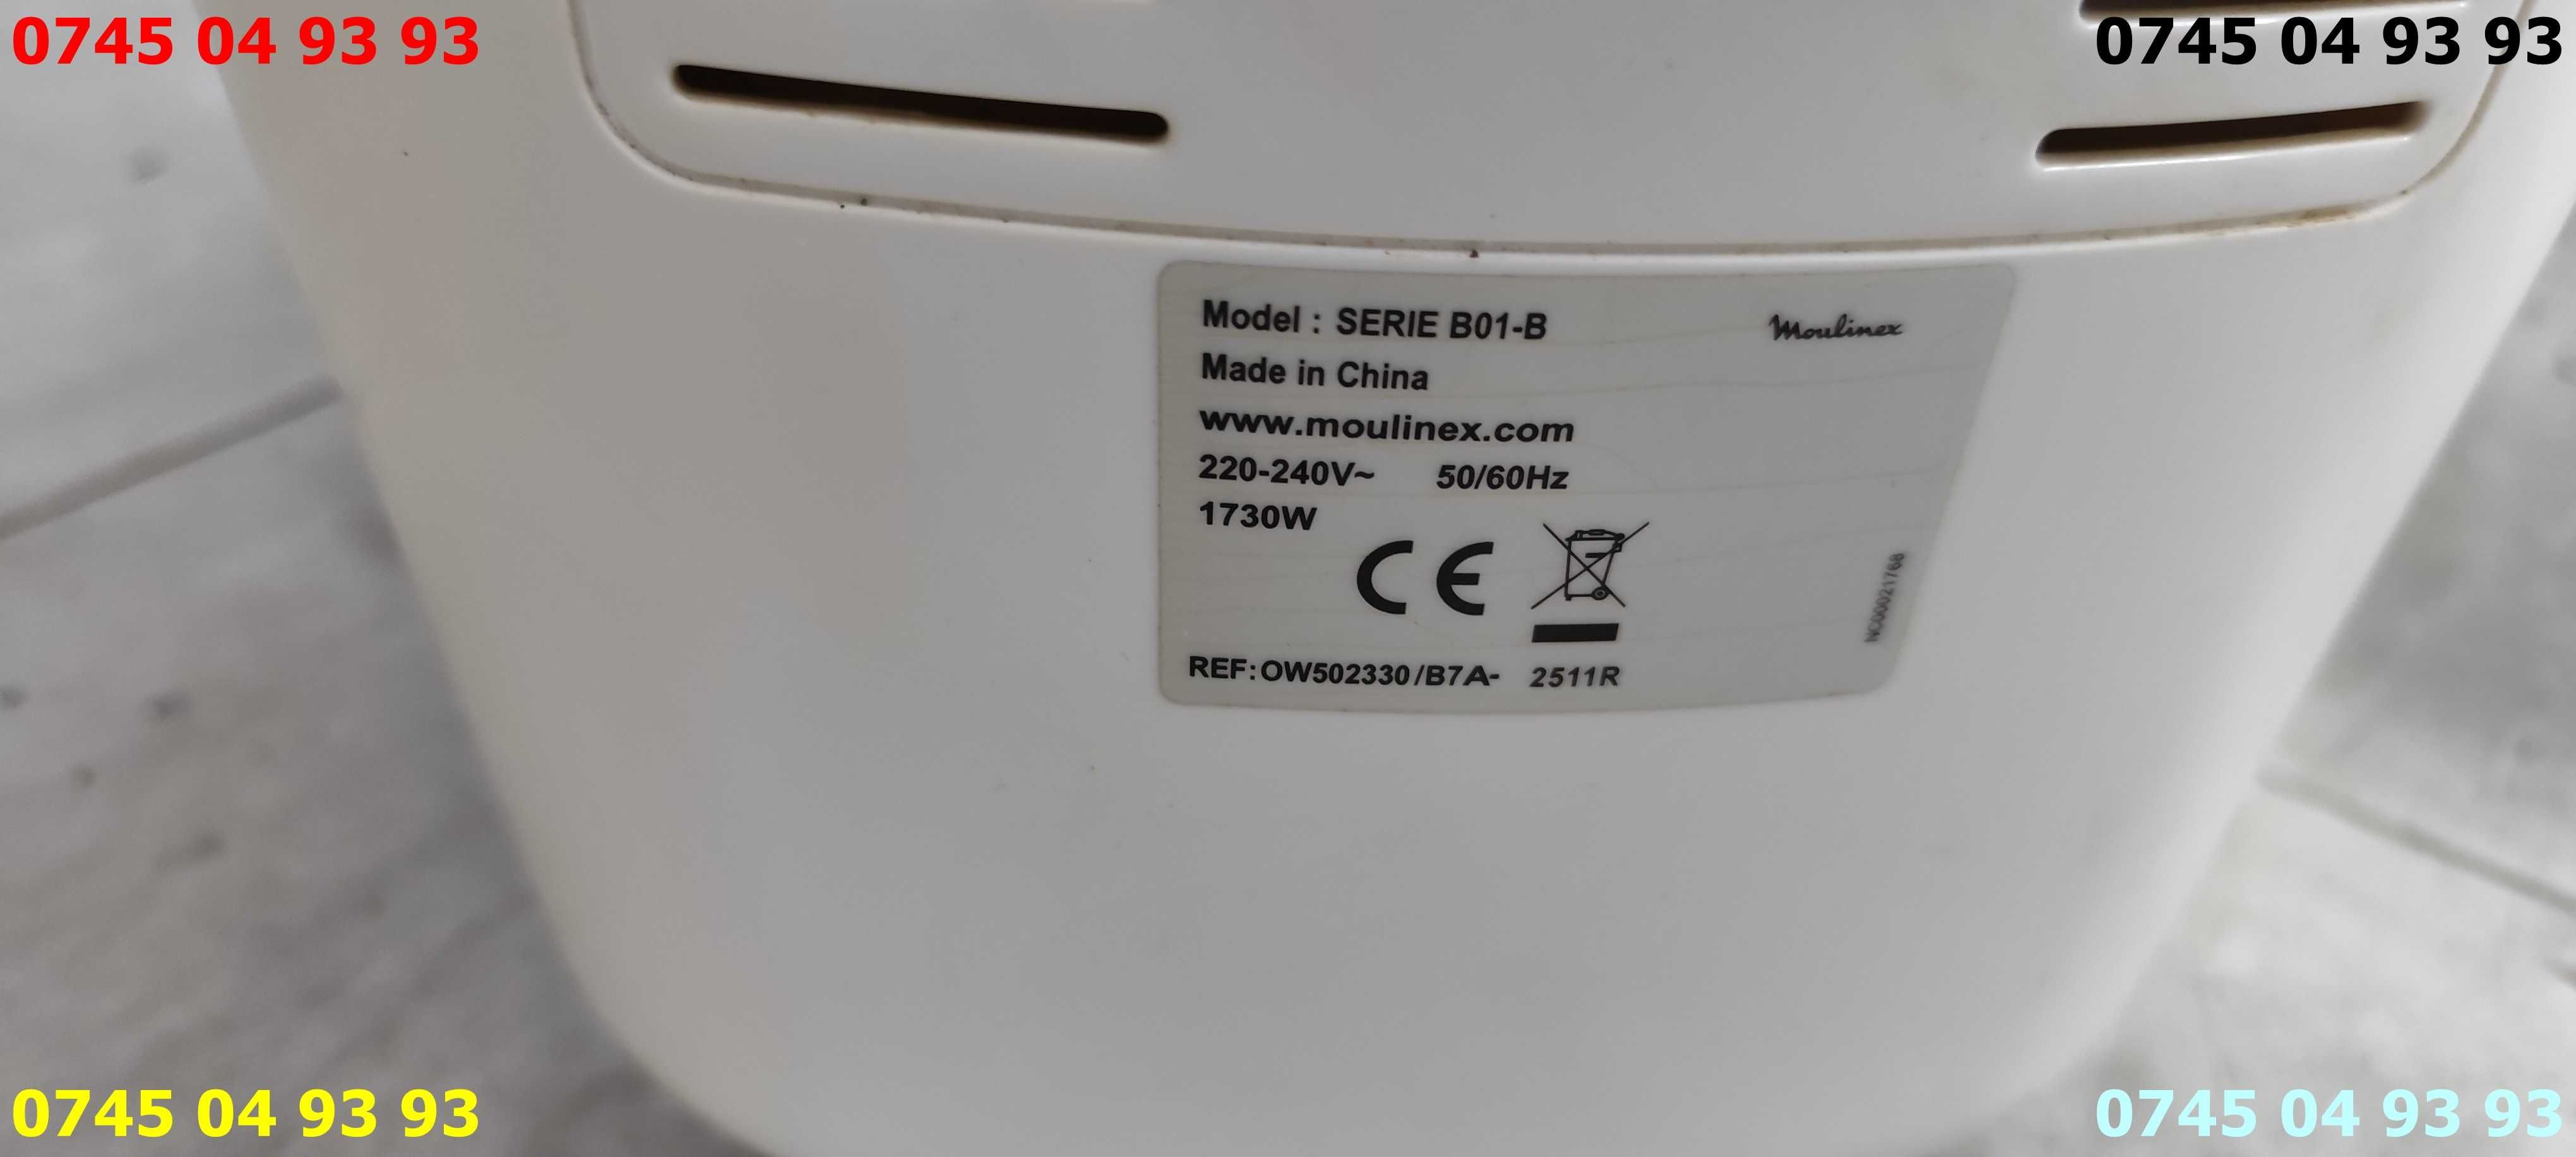 0745 04 93 93
0745 04 93 93
Model : SERIE B01-B
Moulinex
Made in China
www.moulinex.com
220-240V~ 50/60Hz
1730W
CE
NC00021768
REF:OW502330/B7A- 2511R
0745 04 93 93
0745 04 93 93